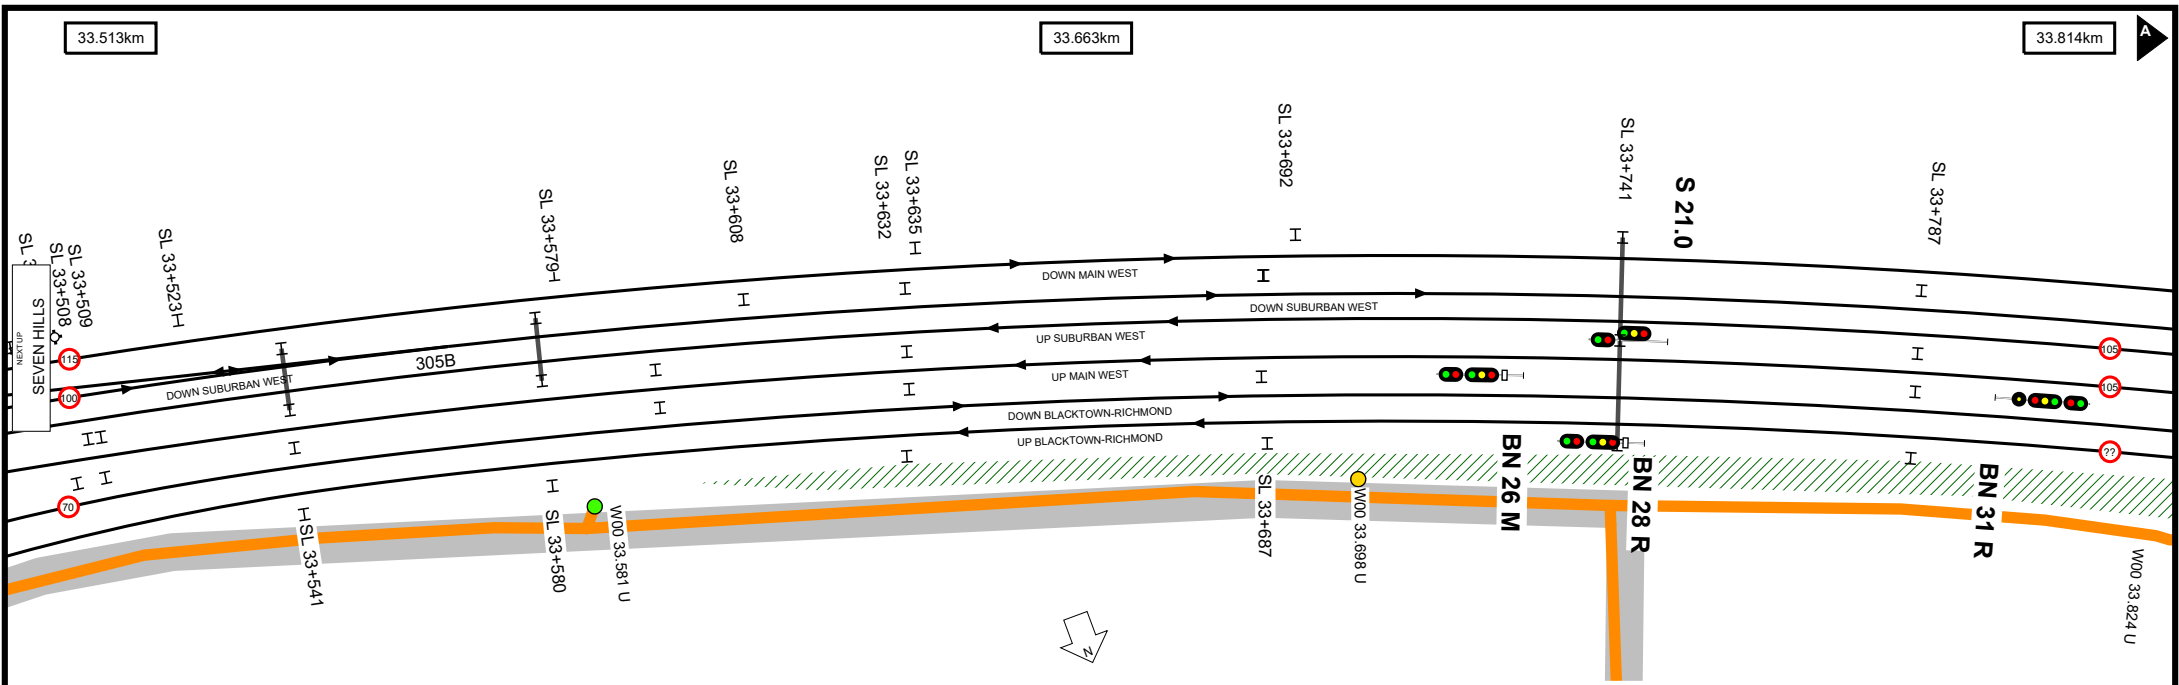 33.513km
33.663km
33.814km
A
SL 33+692
SL 33+741
S 21.0
SL 33+787
SL 33+635
SL 33+632
SL 33+608
SL 33+579
SL 33+523
SL 33+509
SL 33+508
NEXT UP
SEVEN HILLS
115
100
70
DOWN MAIN WEST
DOWN SUBURBAN WEST
UP SUBURBAN WEST
UP MAIN WEST
DOWN BLACKTOWN-RICHMOND
UP BLACKTOWN-RICHMOND
DOWN SUBURBAN WEST
305B
105
105
??
SL 33+541
SL 33+580
W00 33.581 U
SL 33+687
W00 33.698 U
BN 26 M
BN 28 R
BN 31 R
W00 33.824 U
N